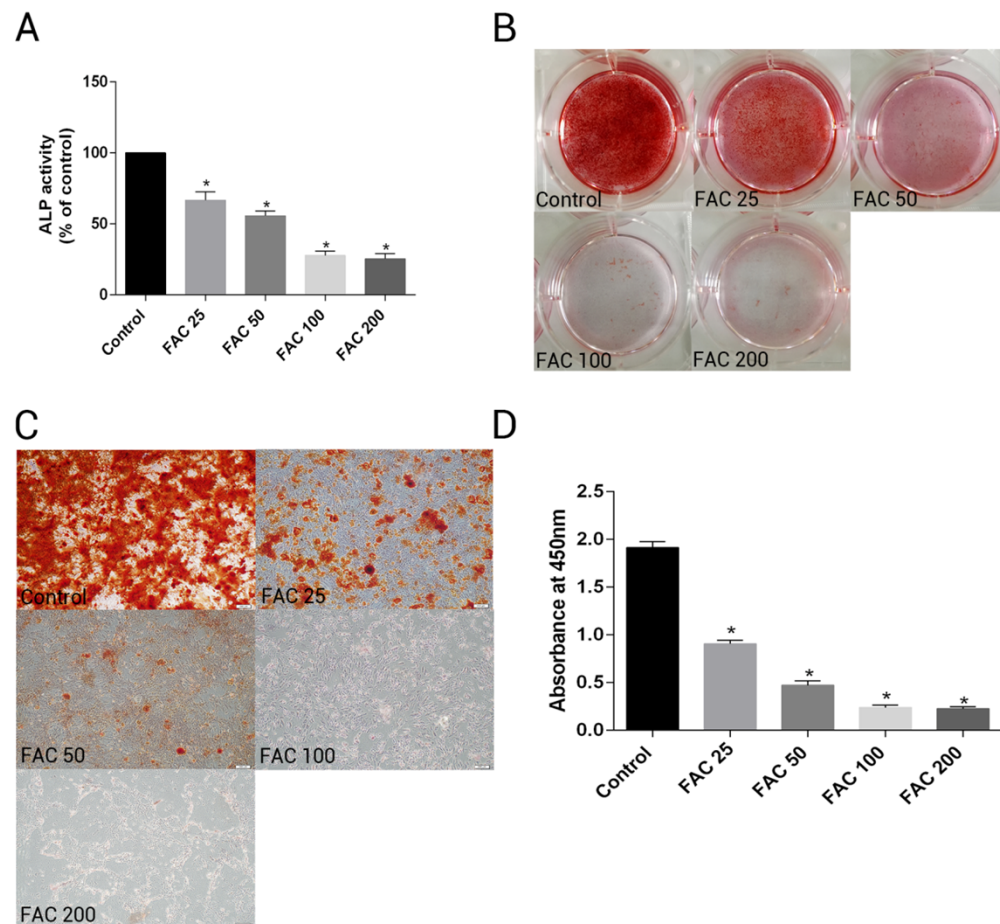 A
ALP activity
(% of control)
150
100
50
0
*
*
*
*
Control
FAC 25
FAC 50
FAC 100
FAC 200
B
Control
FAC 25
FAC 50
FAC 100
FAC 200
C
Control
FAC 25
FAC 50
FAC 100
FAC 200
D
Absorbance at 450nm
2.5
2.0
1.5
1.0
0.5
0.0
*
*
*
*
Control
FAC 25
FAC 50
FAC 100
FAC 200